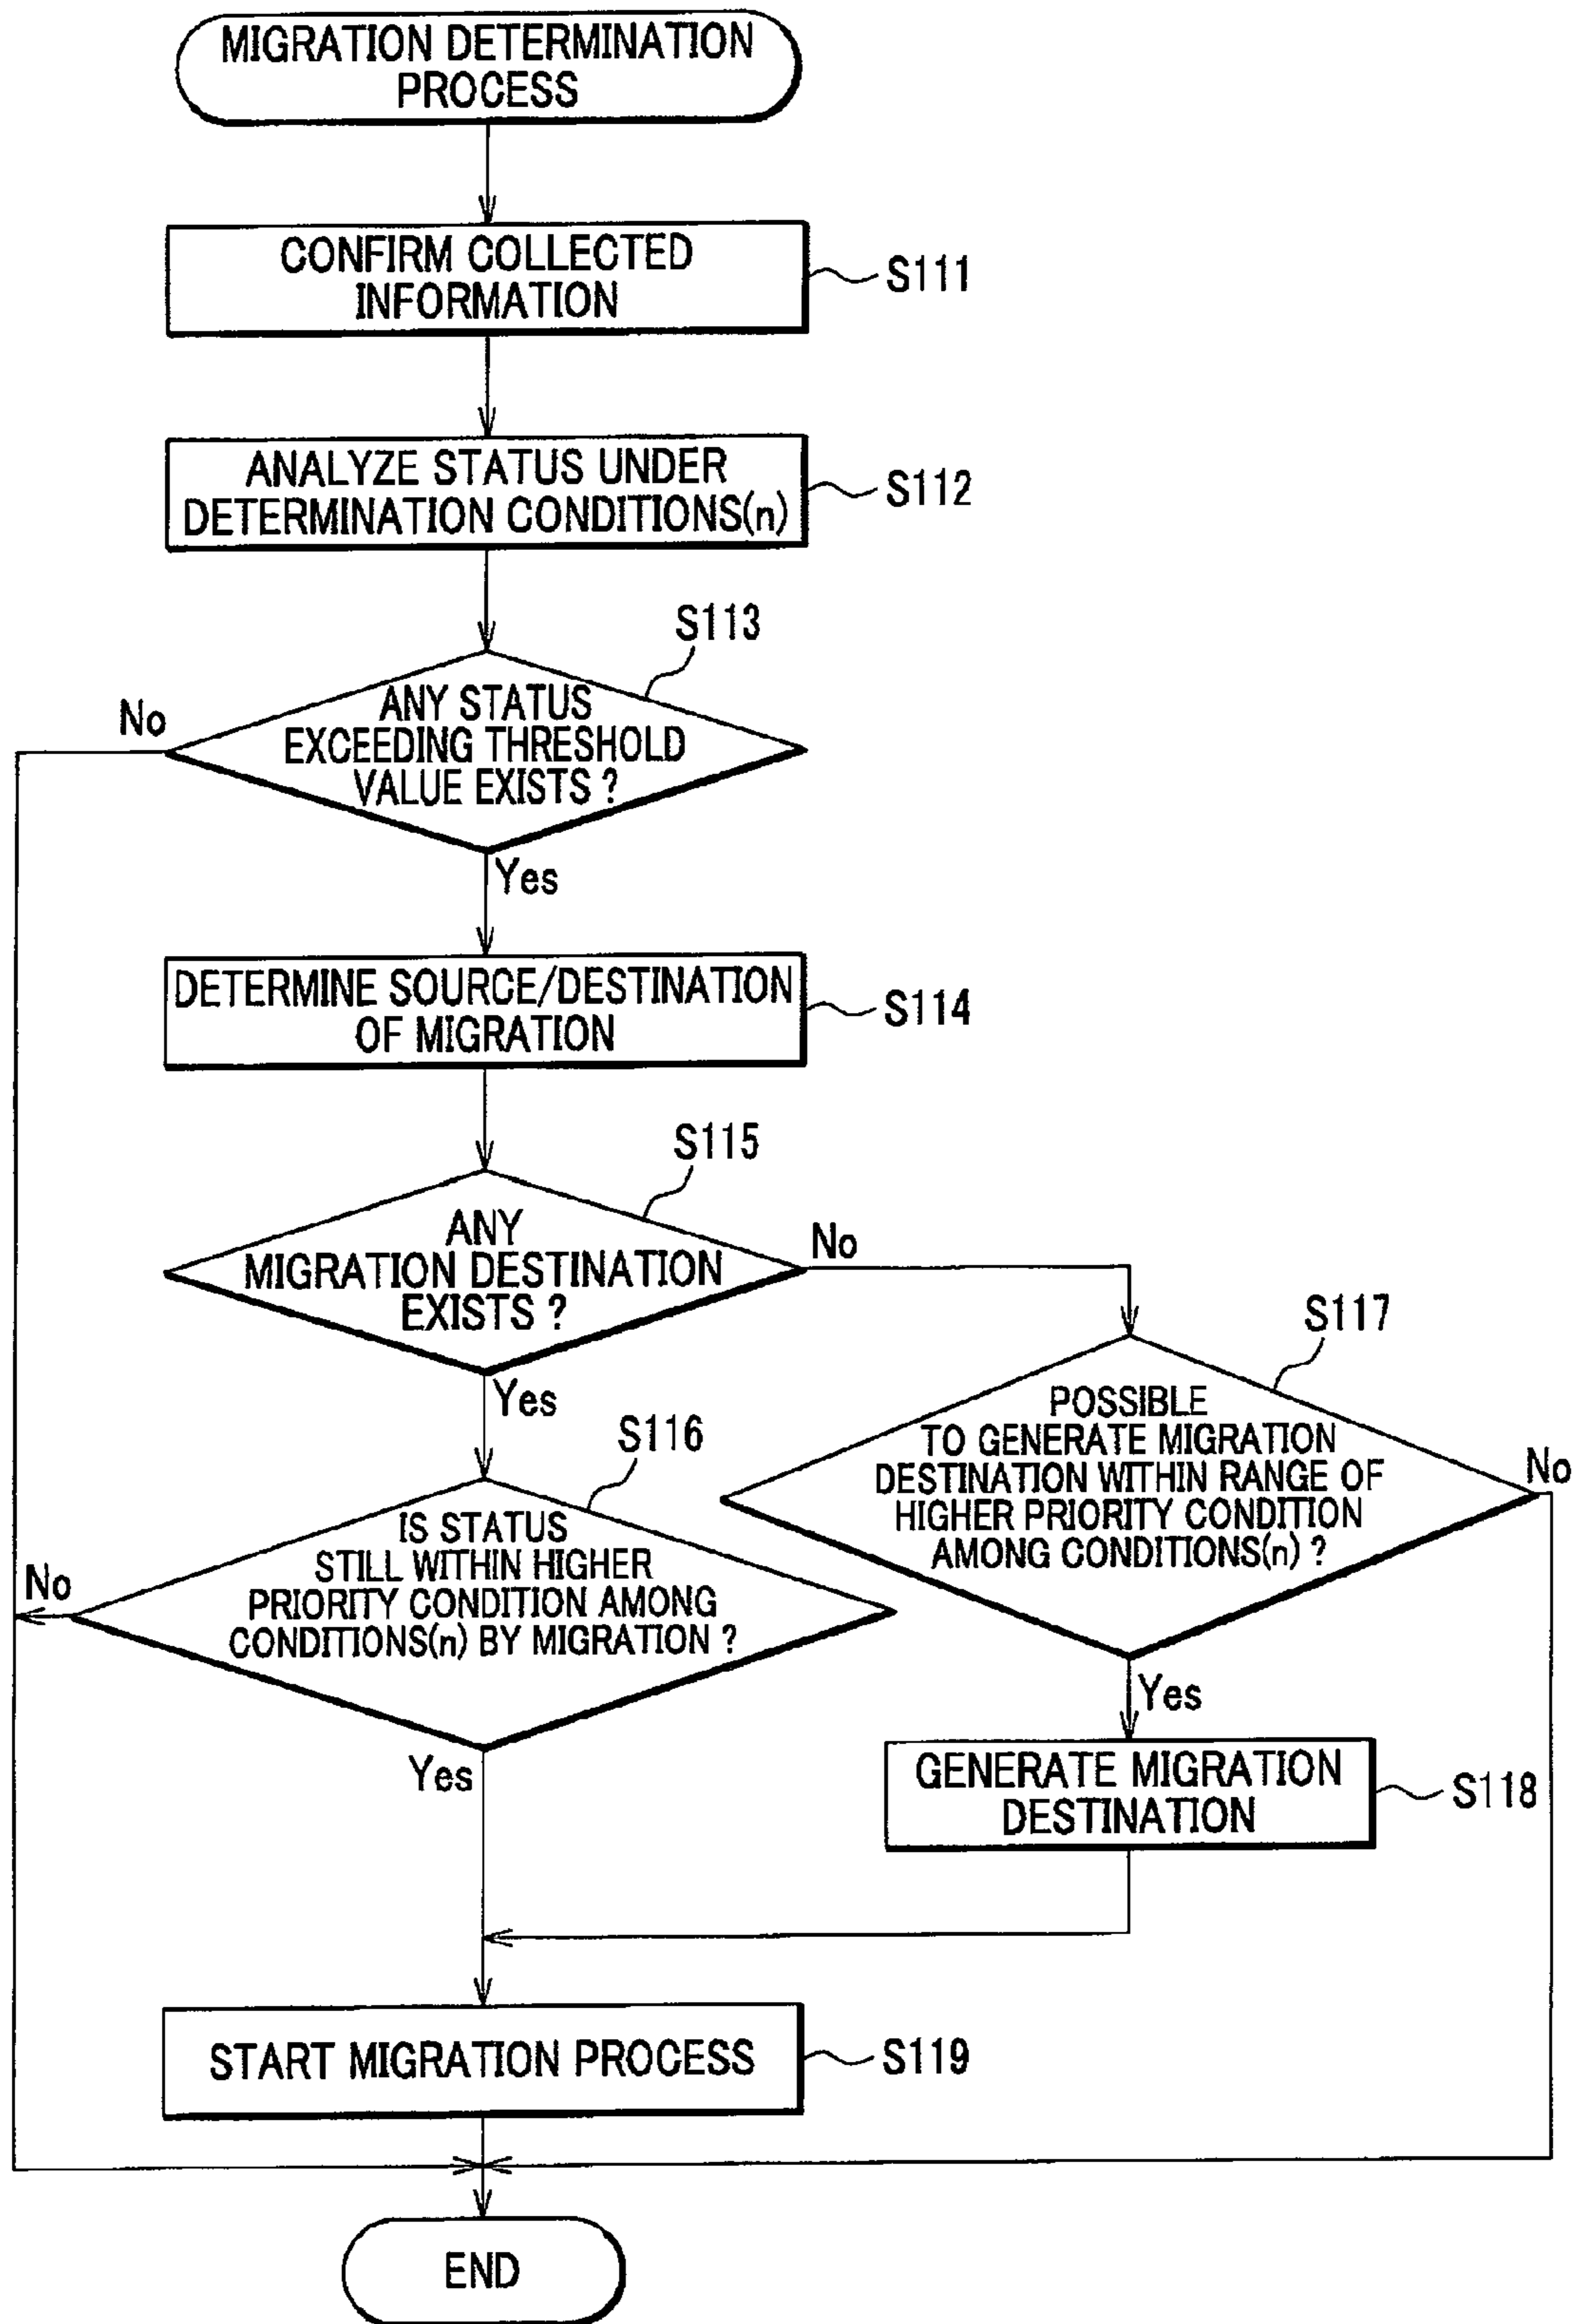 MIGRATION DETERMINATION
PROCESS
CONFIRM COLLECTED
INFORMATION
S111
ANALYZE STATUS UNDER
DETERMINATION CONDITIONS(n)
S112
S113
No
ANY STATUS
EXCEEDING THRESHOLD
VALUE EXISTS ?
Yes
DETERMINE SOURCE/DESTINATION
OF MIGRATION
S114
S115
ANY
MIGRATION DESTINATION
EXISTS ?
No
Yes
S116
IS STATUS
STILL WITHIN HIGHER
PRIORITY CONDITION AMONG
CONDITIONS(n) BY MIGRATION ?
No
Yes
S117
POSSIBLE
TO GENERATE MIGRATION
DESTINATION WITHIN RANGE OF
HIGHER PRIORITY CONDITION
AMONG CONDITIONS(n) ?
No
Yes
GENERATE MIGRATION
DESTINATION
S118
START MIGRATION PROCESS
S119
END